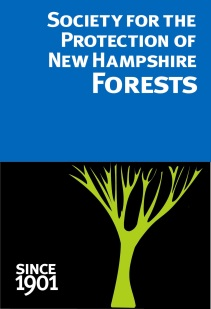 Society for the
Protection of
New Hampshire
Forests
SINCE
1901